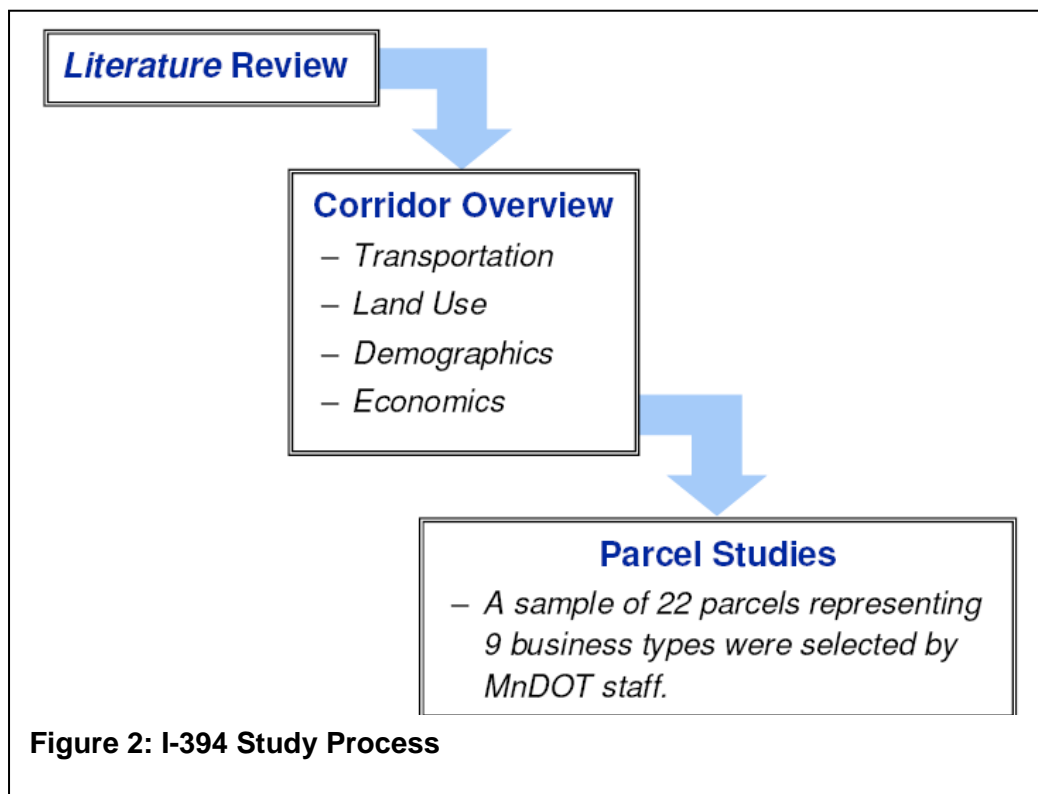 Literature Review
Corridor Overview
– Transportation
– Land Use
– Demographics
– Economics
Parcel Studies
– A sample of 22 parcels representing
9 business types were selected by
MnDOT staff.
Figure 2: I-394 Study Process